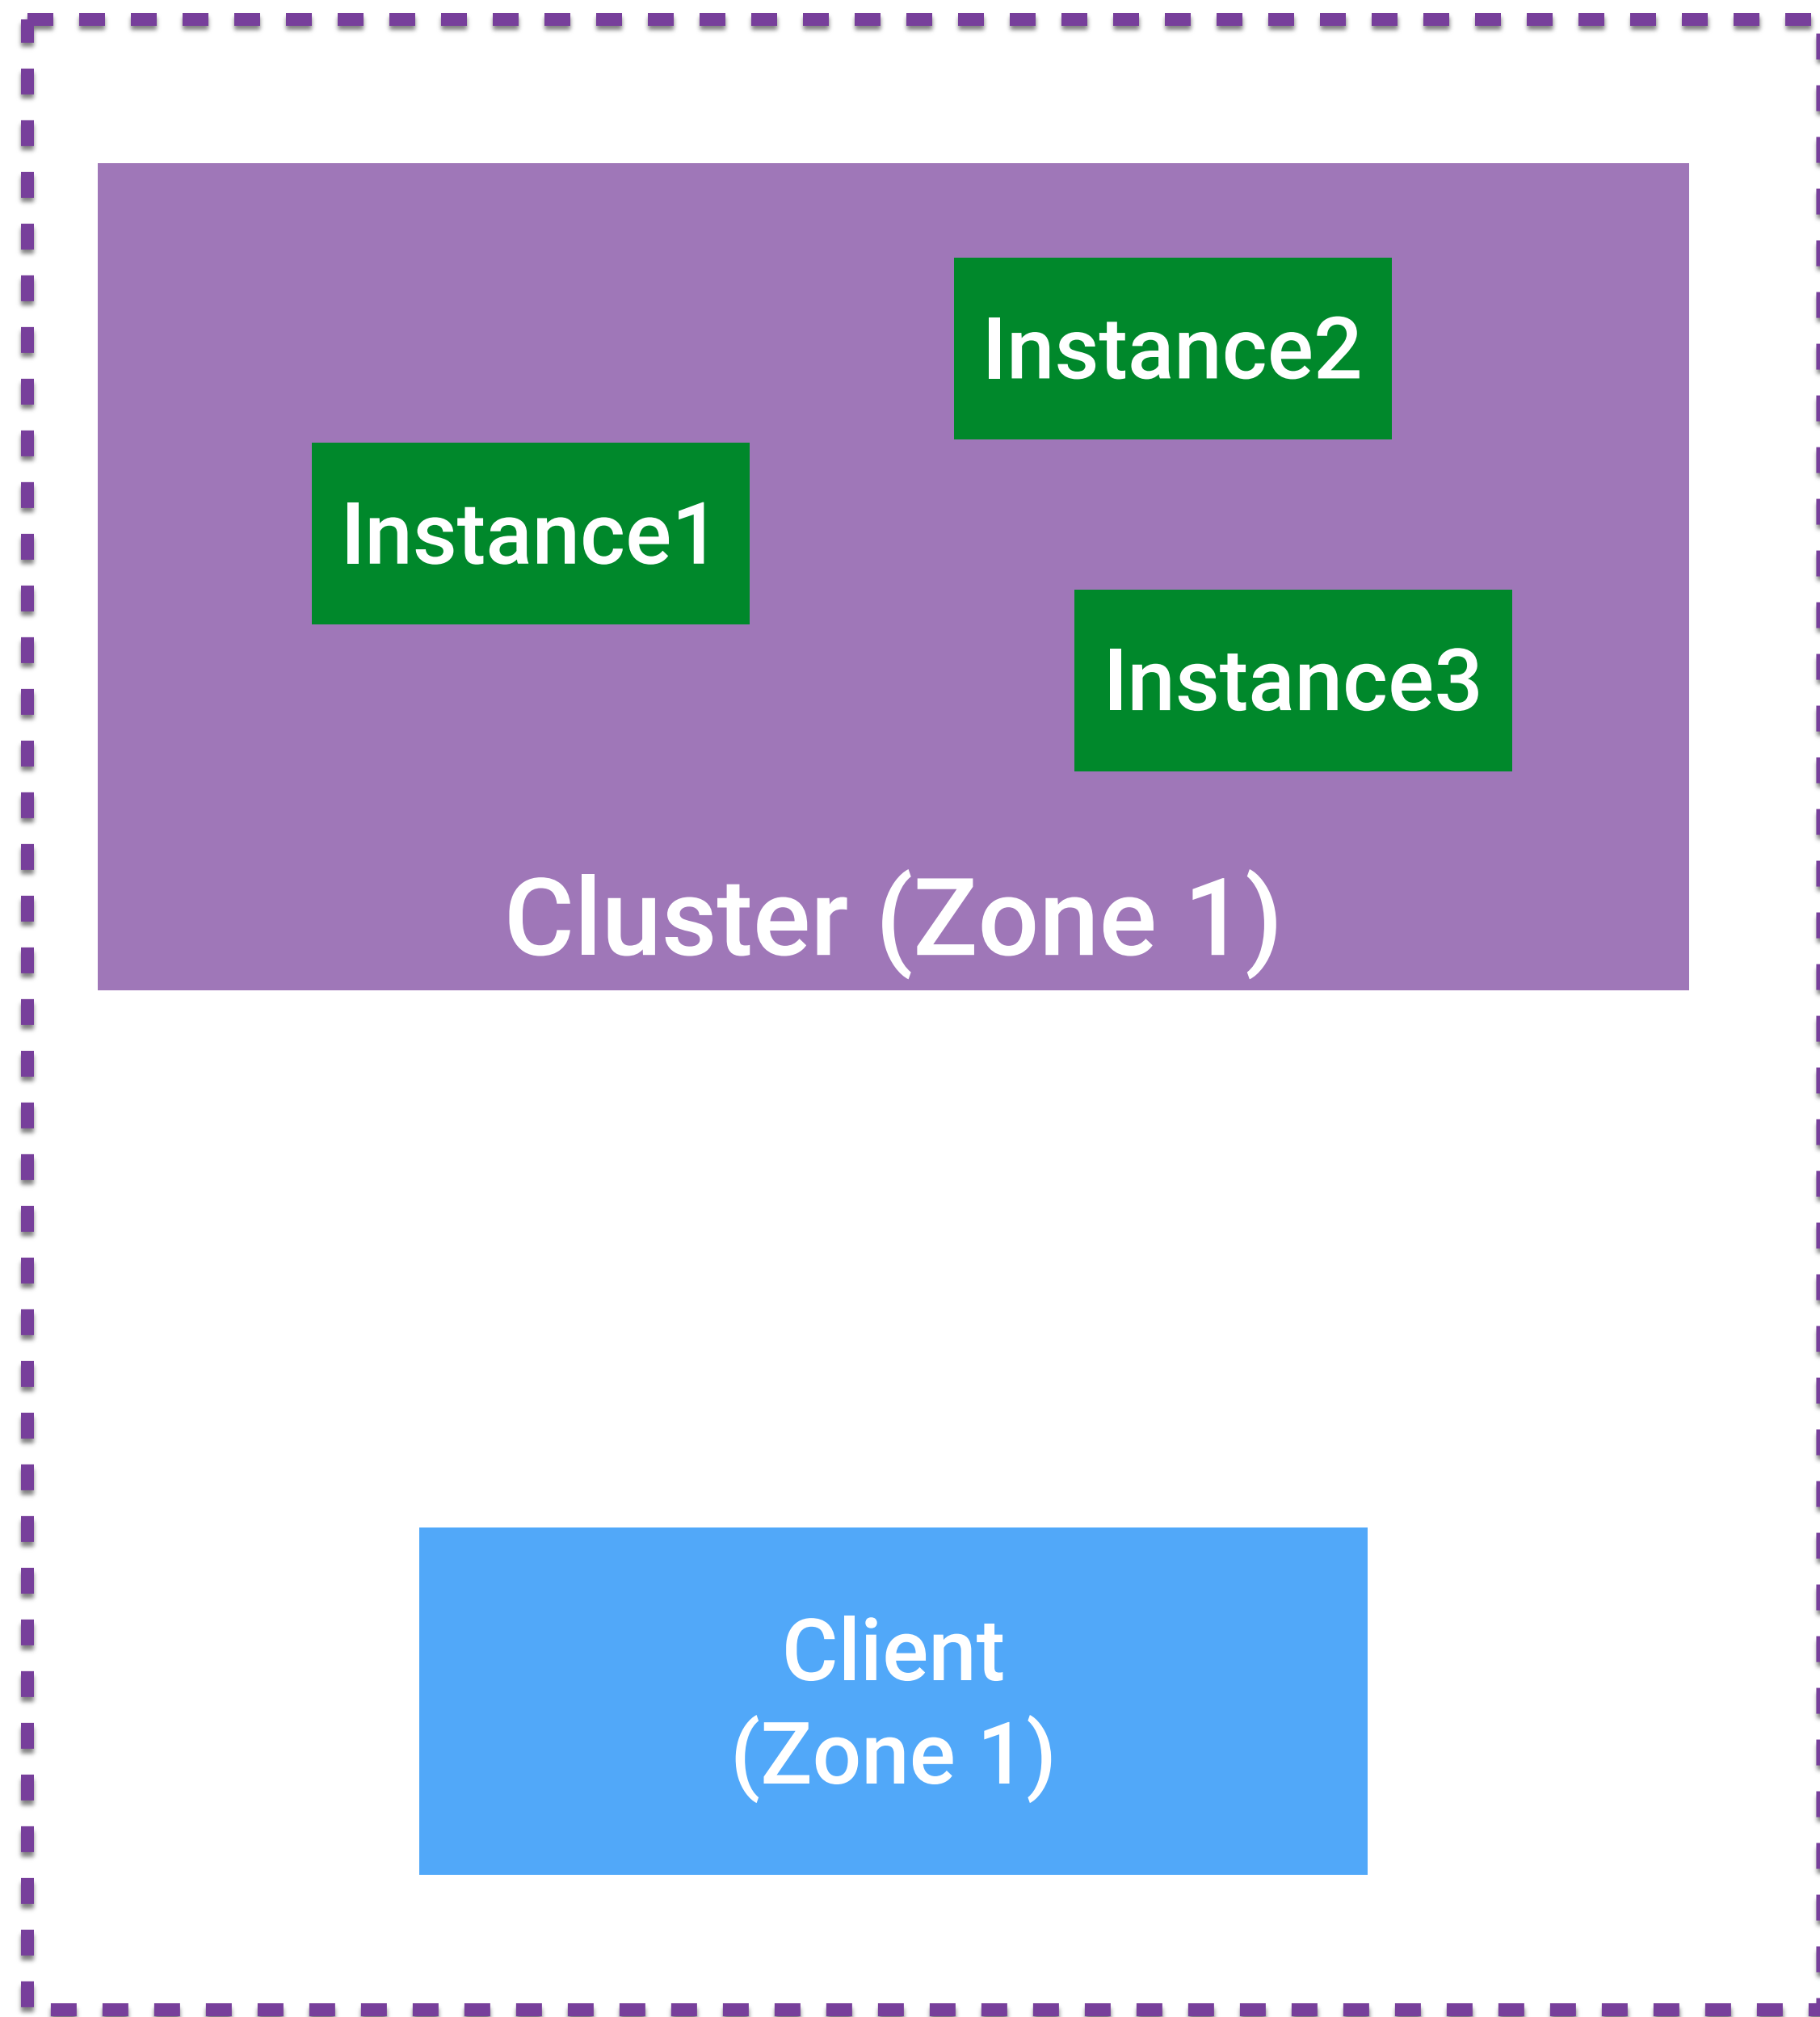 Instance2
Instance1
Instance3
Cluster (Zone 1)
Client
(Zone 1)